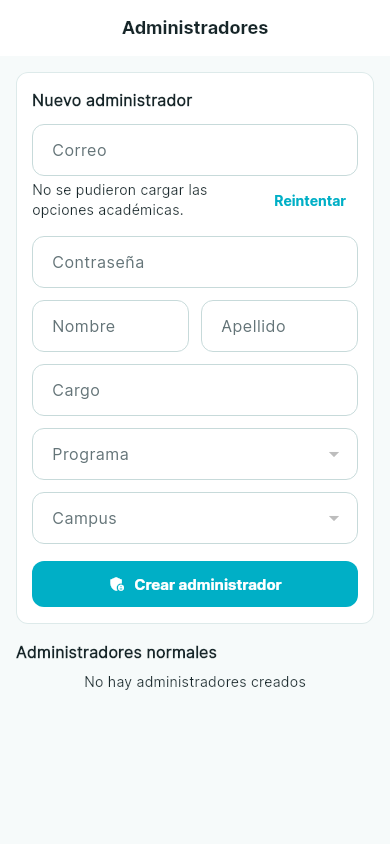 Administradores
Nuevo administrador
Correo
No se pudieron cargar las
opciones académicas.
Reintentar
Contraseña
Nombre
Apellido
Cargo
Programa
Campus
Crear administrador
Administradores normales
No hay administradores creados